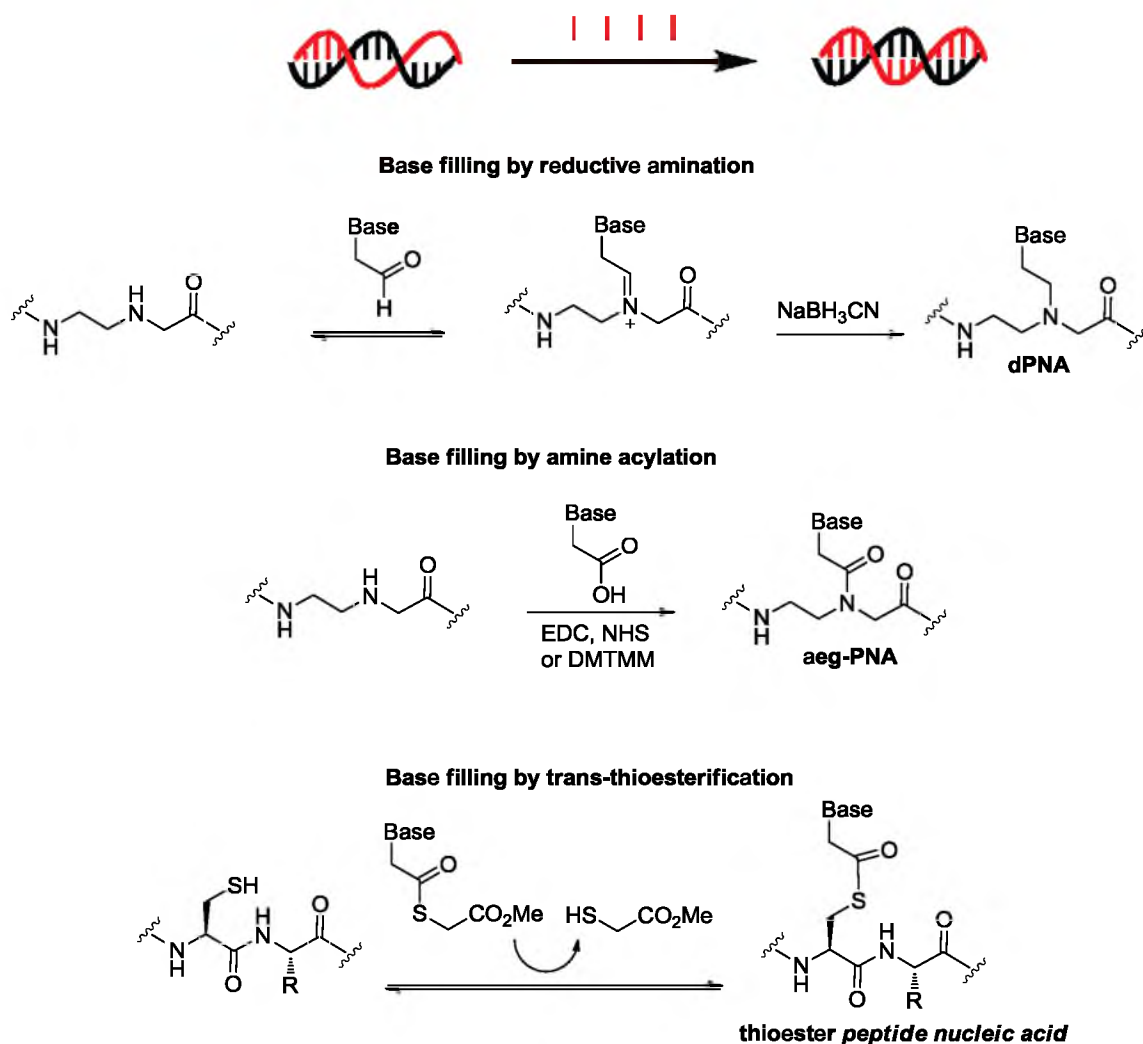 Base filling by reductive amination
Base
O
H
H
N
O
N
H
Base
N
+
O
N
H
NaBH3CN
Base
N
O
N
H
dPNA
Base filling by amine acylation
Base
O
OH
H
N
O
N
H
EDC, NHS
or DMTMM
Base
O
N
O
N
H
aeg-PNA
Base filling by trans-thioesterification
Base
O
S
CO2Me
HS
CO2Me
SH
H
N
O
N
H
O
R
Base
O
S
H
N
O
N
H
O
R
thioester peptide nucleic acid